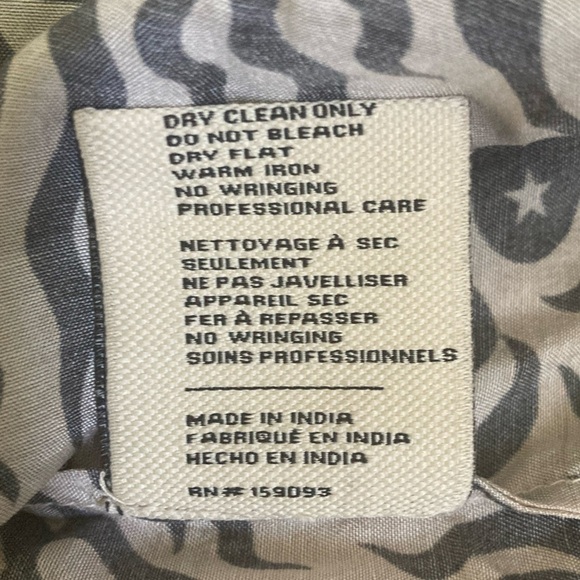 DRY CLEAN ONLY
DO NOT BLEACH
DRY FLAT
WARM IRON
NO WRINGING
PROFESSIONAL CARE
NETTOYAGE À SEC
SEULEMENT
NE PAS JAVELLISER
APPAREIL SEC
FER À REPASSER
NO WRINGING
SOINS PROFESSIONNELS
MADE IN INDIA
FABRIQUÉ EN INDIA
HECHO EN INDIA
RN# 159093